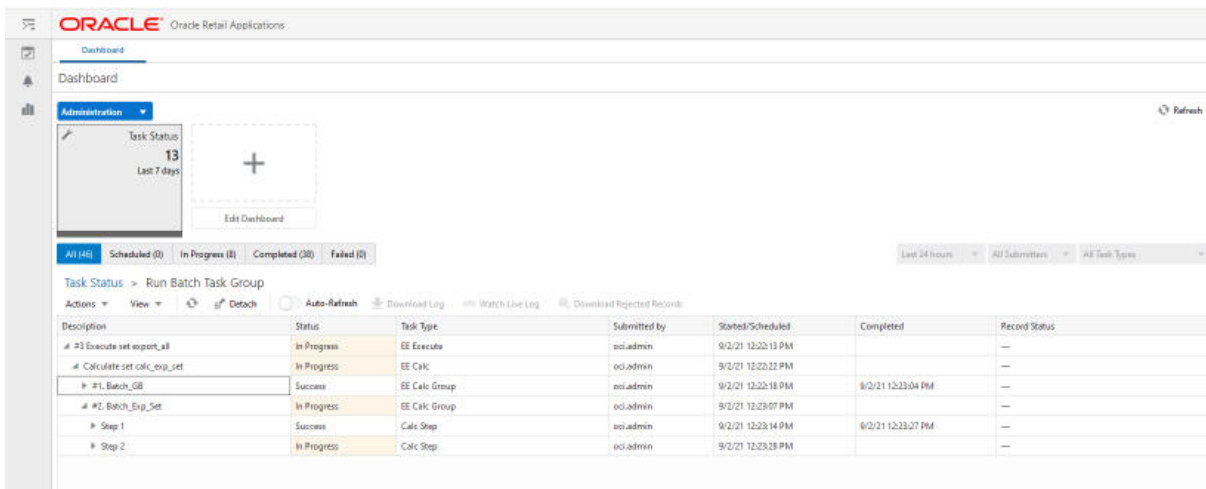 ORACLE Oracle Retail Applications
Dashboard
Dashboard
Administration
Refresh
Task Status
13
Last 7 days
+
Edit Dashboard
All (46) Scheduled (0) In Progress (8) Completed (38) Failed (0) Last 24 hours All Submitters All Task Types
Task Status > Run Batch Task Group
Actions View Detach Auto-Refresh Download Log Watch Live Log Download Rejected Records
Description Status Task Type Submitted by Started/Scheduled Completed Record Status
#3 Execute set export_all In Progress EE Execute oci.admin 9/2/21 12:22:13 PM —
Calculate set calc_exp_set In Progress EE Calc oci.admin 9/2/21 12:22:22 PM —
#1. Batch_GB Success EE Calc Group oci.admin 9/2/21 12:22:18 PM 9/2/21 12:23:04 PM —
#2. Batch_Exp_Set In Progress EE Calc Group oci.admin 9/2/21 12:23:07 PM —
Step 1 Success Calc Step oci.admin 9/2/21 12:23:14 PM 9/2/21 12:23:27 PM —
Step 2 In Progress Calc Step oci.admin 9/2/21 12:23:28 PM —